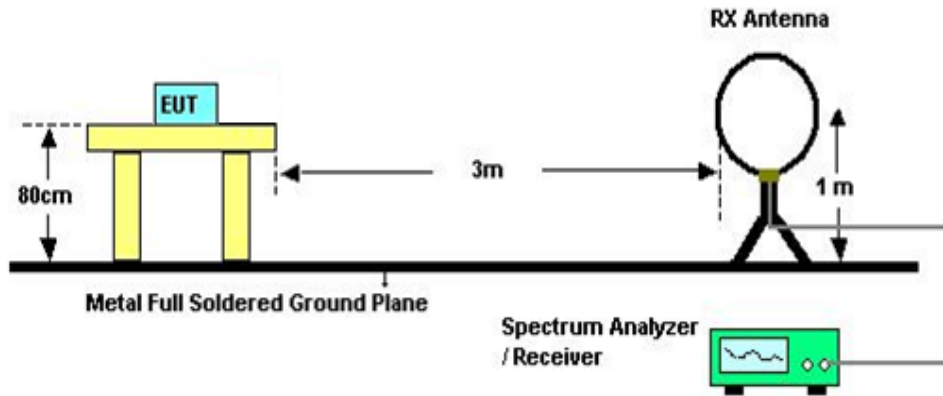 RX Antenna
EUT
80cm
3m
1 m
Metal Full Soldered Ground Plane
Spectrum Analyzer
/ Receiver